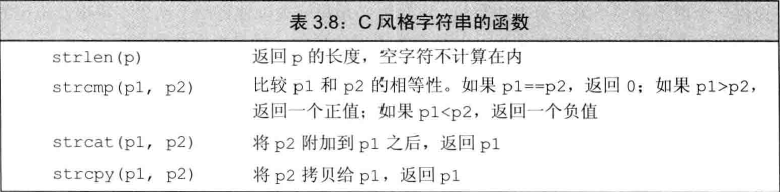 表 3.8：C 风格字符串的函数
strlen(p) 返回 p 的长度，空字符不计算在内
strcmp(p1, p2) 比较 p1 和 p2 的相等性。如果 p1==p2，返回 0；如果 p1>p2，
返回一个正值；如果 p1<p2，返回一个负值
strcat(p1, p2) 将 p2 附加到 p1 之后，返回 p1
strcpy(p1, p2) 将 p2 拷贝给 p1，返回 p1